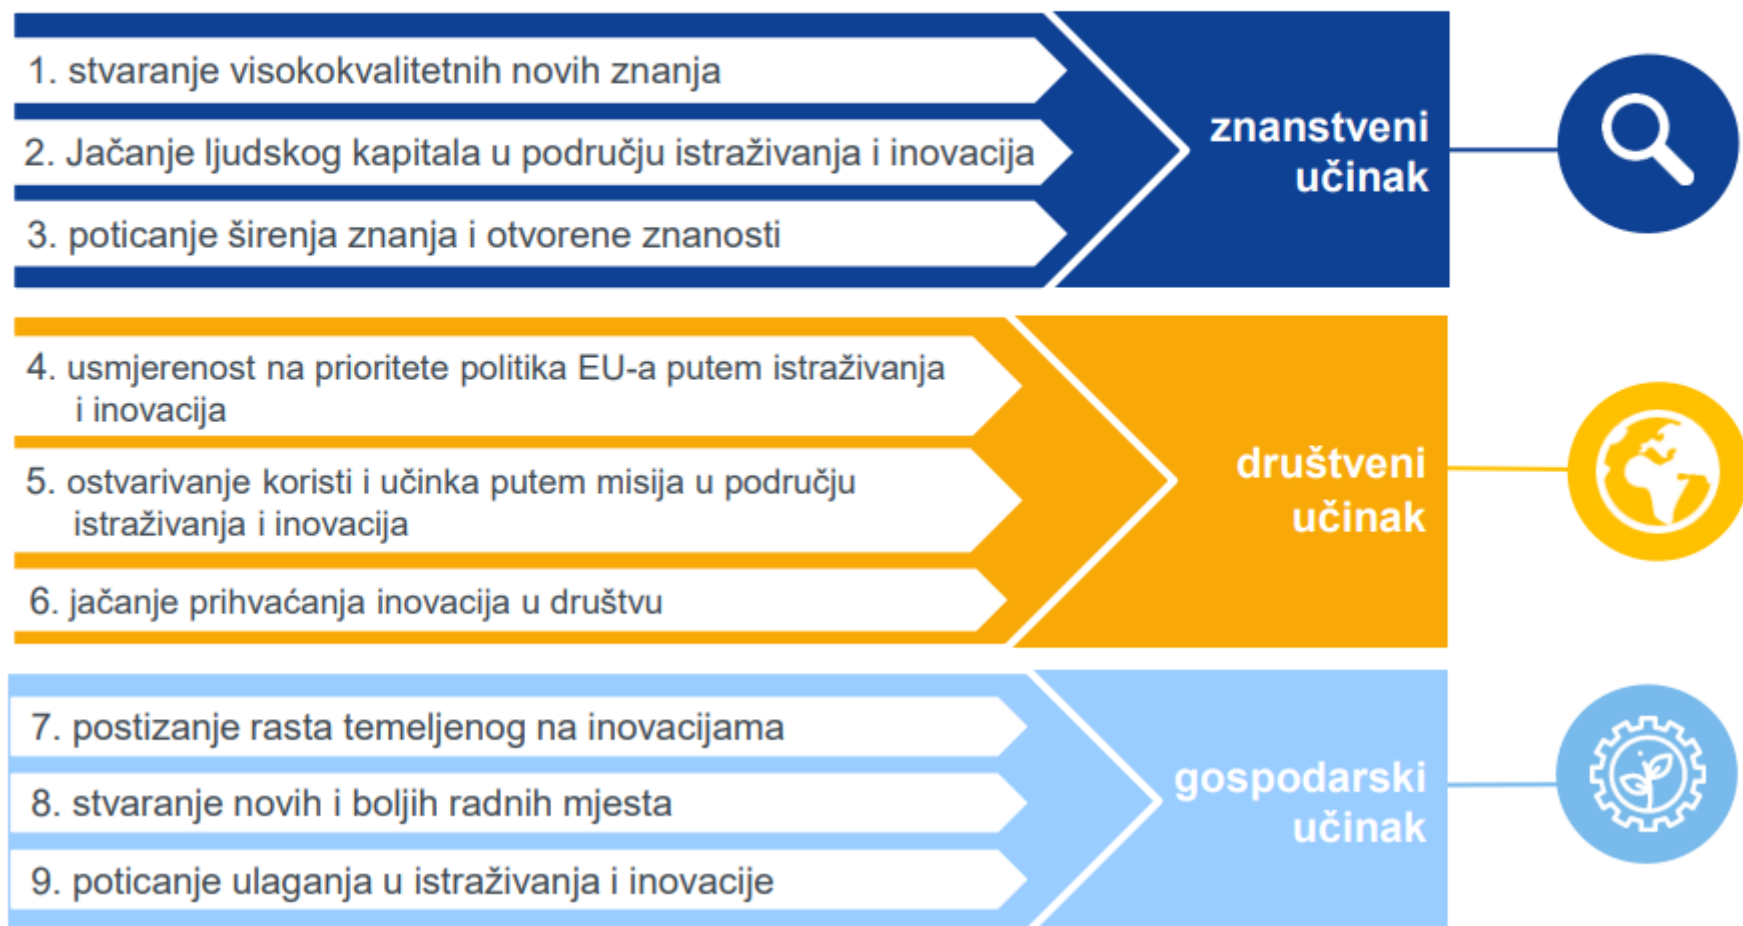 1. stvaranje visokokvalitetnih novih znanja
2. Jačanje ljudskog kapitala u području istraživanja i inovacija
3. poticanje širenja znanja i otvorene znanosti
znanstveni
učinak
4. usmjerenost na prioritete politika EU-a putem istraživanja
i inovacija
5. ostvarivanje koristi i učinka putem misija u području
istraživanja i inovacija
6. jačanje prihvaćanja inovacija u društvu
društveni
učinak
7. postizanje rasta temeljenog na inovacijama
8. stvaranje novih i boljih radnih mjesta
9. poticanje ulaganja u istraživanja i inovacije
gospodarski
učinak